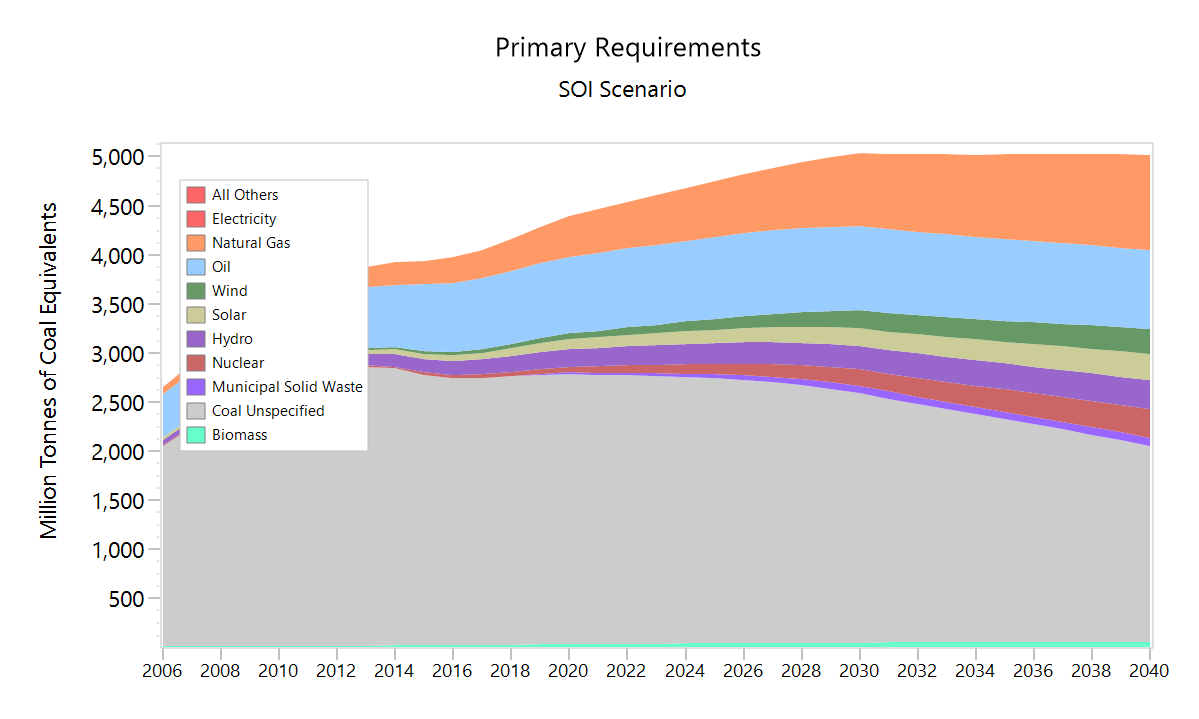 Primary Requirements
SOI Scenario
Million Tonnes of Coal Equivalents
5,000
4,500
4,000
3,500
3,000
2,500
2,000
1,500
1,000
500
All Others
Electricity
Natural Gas
Oil
Wind
Solar
Hydro
Nuclear
Municipal Solid Waste
Coal Unspecified
Biomass
2006 2008 2010 2012 2014 2016 2018 2020 2022 2024 2026 2028 2030 2032 2034 2036 2038 2040